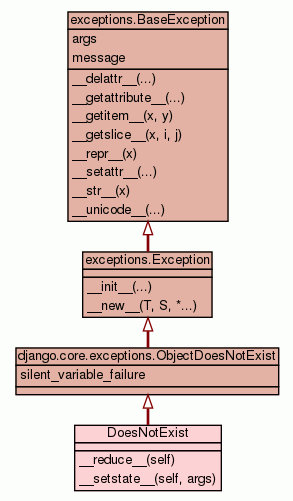 exceptions.BaseException
args
message
__delattr__(...)
__getattribute__(...)
__getitem__(x, y)
__getslice__(x, i, j)
__repr__(x)
__setattr__(...)
__str__(x)
__unicode__(...)
exceptions.Exception
__init__(...)
__new__(T, S, *...)
django.core.exceptions.ObjectDoesNotExist
silent_variable_failure
DoesNotExist
__reduce__(self)
__setstate__(self, args)